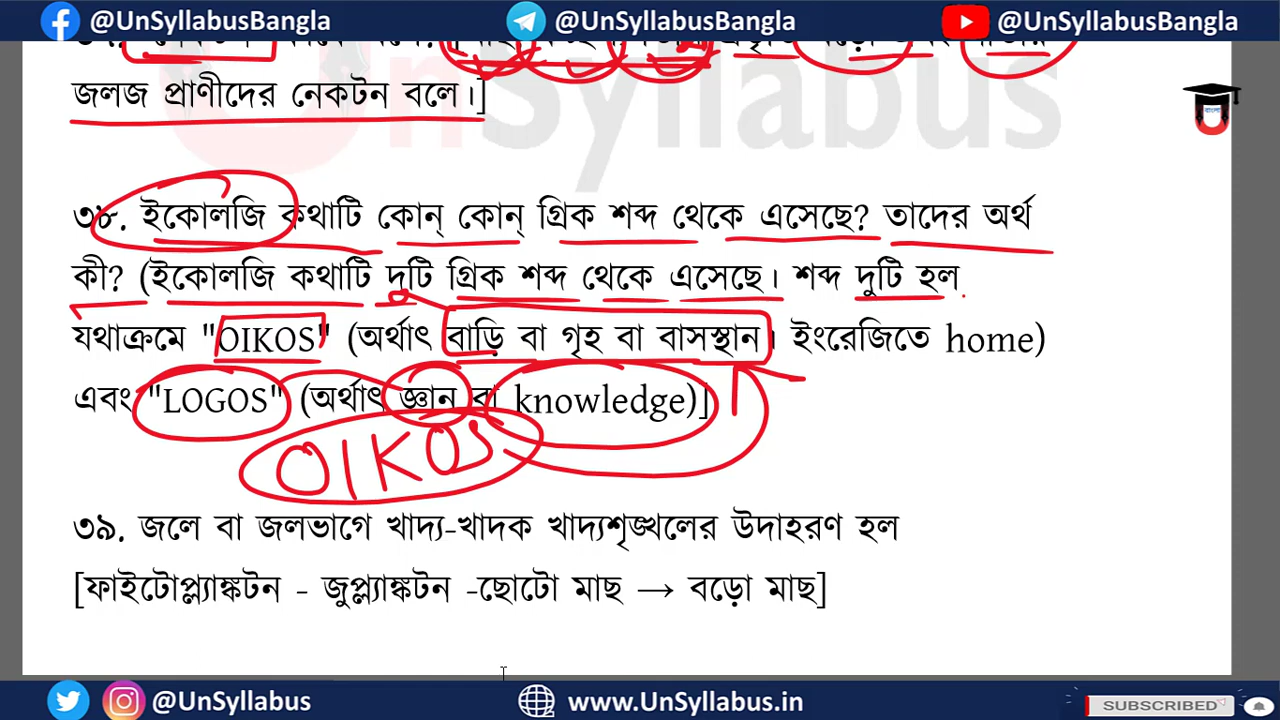 @UnSyllabusBangla @UnSyllabusBangla @UnSyllabusBangla
জলজ প্রাণীদের নেকটন বলে।]
UnSyllabus
৩৮. ইকোলজি কথাটি কোন্ কোন্ গ্রিক শব্দ থেকে এসেছে? তাদের অর্থ
কী? (ইকোলজি কথাটি দুটি গ্রিক শব্দ থেকে এসেছে। শব্দ দুটি হল
যথাক্রমে "OIKOS" (অর্থাৎ বাড়ি বা গৃহ বা বাসস্থান। ইংরেজিতে home)
এবং "LOGOS" (অর্থাৎ জ্ঞান বা knowledge)]
OIKOS
৩৯. জলে বা জলভাগে খাদ্য-খাদক খাদ্যশৃঙ্খলের উদাহরণ হল
[ফাইটোপ্ল্যাঙ্কটন - জুপ্ল্যাঙ্কটন -ছোটো মাছ → বড়ো মাছ]
@UnSyllabus www.UnSyllabus.in SUBSCRIBED